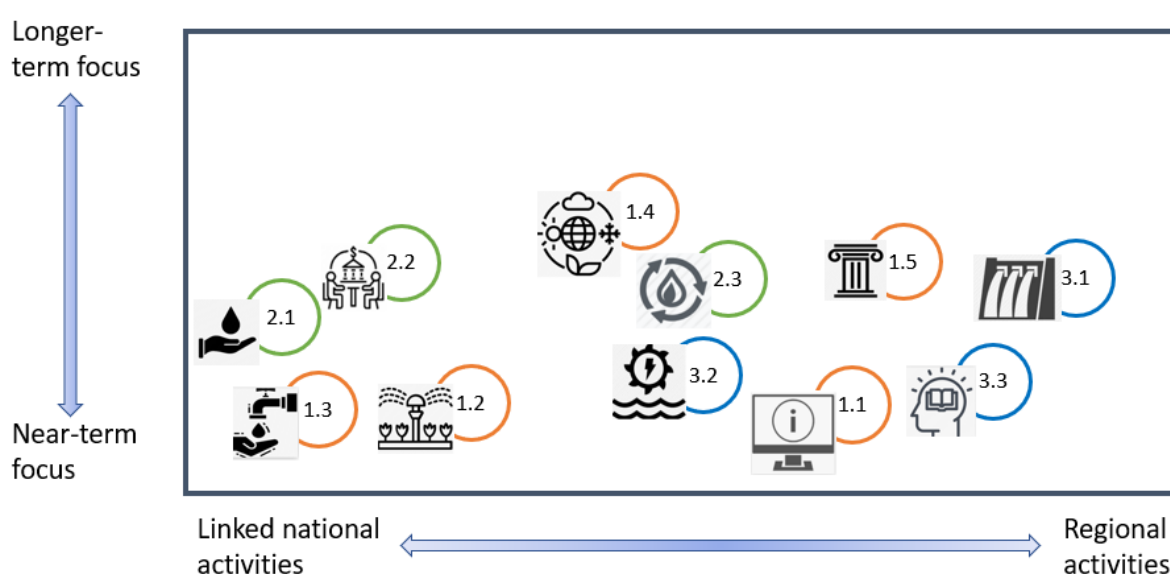 Longer-
term focus
1.4
2.2
2.3
1.5
3.1
2.1
3.2
3.3
1.3
1.2
1.1
i
$
Near-term
focus
Linked national
activities
Regional
activities